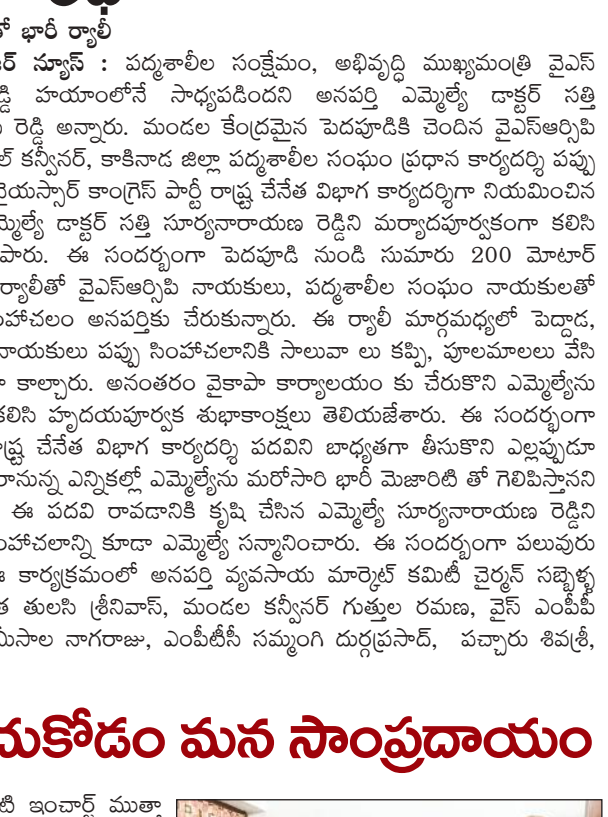 భారీ ర్యాలీ
న్యూస్ : పద్మశాలీల సంక్షేమం, అభివృద్ధి ముఖ్యమంత్రి వైఎస్
హయాంలోనే సాధ్యపడిందని అనపర్తి ఎమ్మెల్యే డాక్టర్ సత్తి
రెడ్డి అన్నారు. మండల కేంద్రమైన పెదపూడికి చెందిన వైఎస్ఆర్సిపి
కన్వీనర్, కాకినాడ జిల్లా పద్మశాలీల సంఘం ప్రధాన కార్యదర్శి పప్పు
వైయస్సార్ కాంగ్రెస్ పార్టీ రాష్ట్ర చేనేత విభాగ కార్యదర్శిగా నియమించిన
మ్మెల్యే డాక్టర్ సత్తి సూర్యనారాయణ రెడ్డిని మర్యాదపూర్వకంగా కలిసి
పారు. ఈ సందర్భంగా పెదపూడి నుండి సుమారు 200 మోటార్
ర్యాలీతో వైఎస్ఆర్సిపి నాయకులు, పద్మశాలీల సంఘం నాయకులతో
హాచలం అనపర్తికు చేరుకున్నారు. ఈ ర్యాలీ మార్గమధ్యలో పెద్దాడ,
నాయకులు పప్పు సింహాచలానికి సాలువా లు కప్పి, పూలమాలలు వేసి
కాల్చారు. అనంతరం వైకాపా కార్యాలయం కు చేరుకొని ఎమ్మెల్యేను
కలిసి హృదయపూర్వక శుభాకాంక్షలు తెలియజేశారు. ఈ సందర్భంగా
ష్ట్ర చేనేత విభాగ కార్యదర్శి పదవిని బాధ్యతగా తీసుకొని ఎల్లప్పుడూ
రానున్న ఎన్నికల్లో ఎమ్మెల్యేను మరోసారి భారీ మెజారిటి తో గెలిపిస్తానని
ఈ పదవి రావడానికి కృషి చేసిన ఎమ్మెల్యే సూర్యనారాయణ రెడ్డిని
హాచలాన్ని కూడా ఎమ్మెల్యే సన్మానించారు. ఈ సందర్భంగా పలువురు
కార్యక్రమంలో అనపర్తి వ్యవసాయ మార్కెట్ కమిటీ చైర్మన్ సబ్బెళ్ళ
తులసి శ్రీనివాస్, మండల కన్వీనర్ గుత్తుల రమణ, వైస్ ఎంపీపీ
మీసాల నాగరాజు, ఎంపీటీసీ సమ్మంగి దుర్గప్రసాద్, పచ్చారు శివశ్రీ,
నుకోడం మన సాంప్రదాయం
టి ఇంచార్జ్ ముత్తా